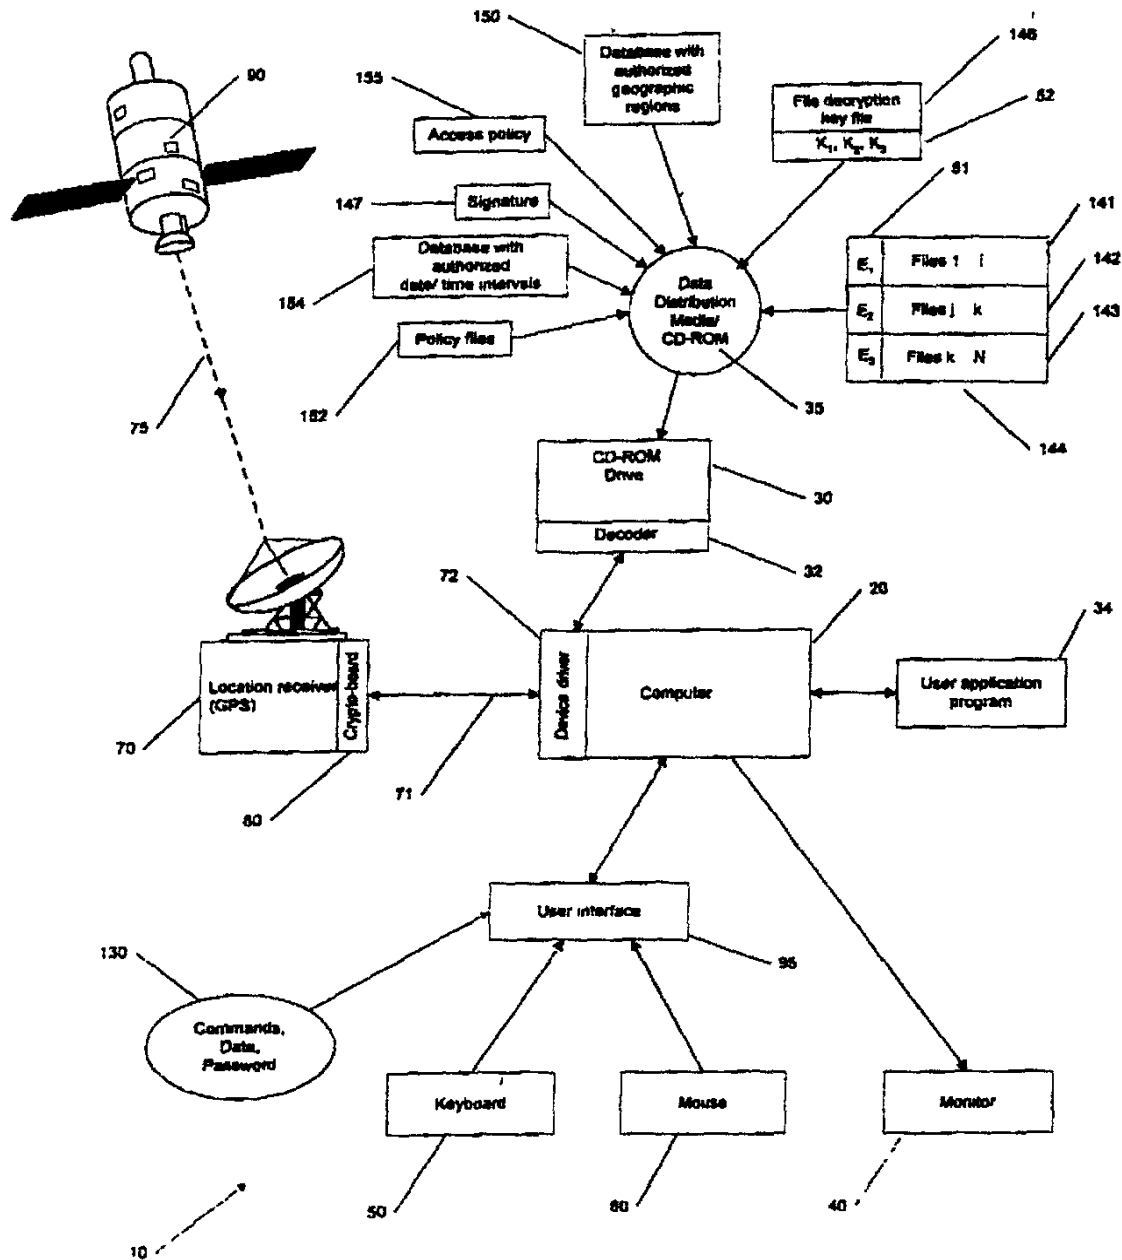 150
146
90
Database with
authorized
geographic
regions
155
File decryption
key file
52
Access policy
K1, K2, K3
147
Signature
141
Database with
authorized
date/ time intervals
E1 Files 1 i
142
Data
Distribution
Media/
CD-ROM
E2 Files j k
143
Policy files
E3 Files k N
75
152
35
144
CD-ROM
Drive
30
Decoder
72
32
20
34
Location receiver
(GPS)
Crypto-board
Device driver
Computer
User application
program
70
71
User interface
130
95
Commands,
Data,
Password
Keyboard
Mouse
Monitor
50
40
10